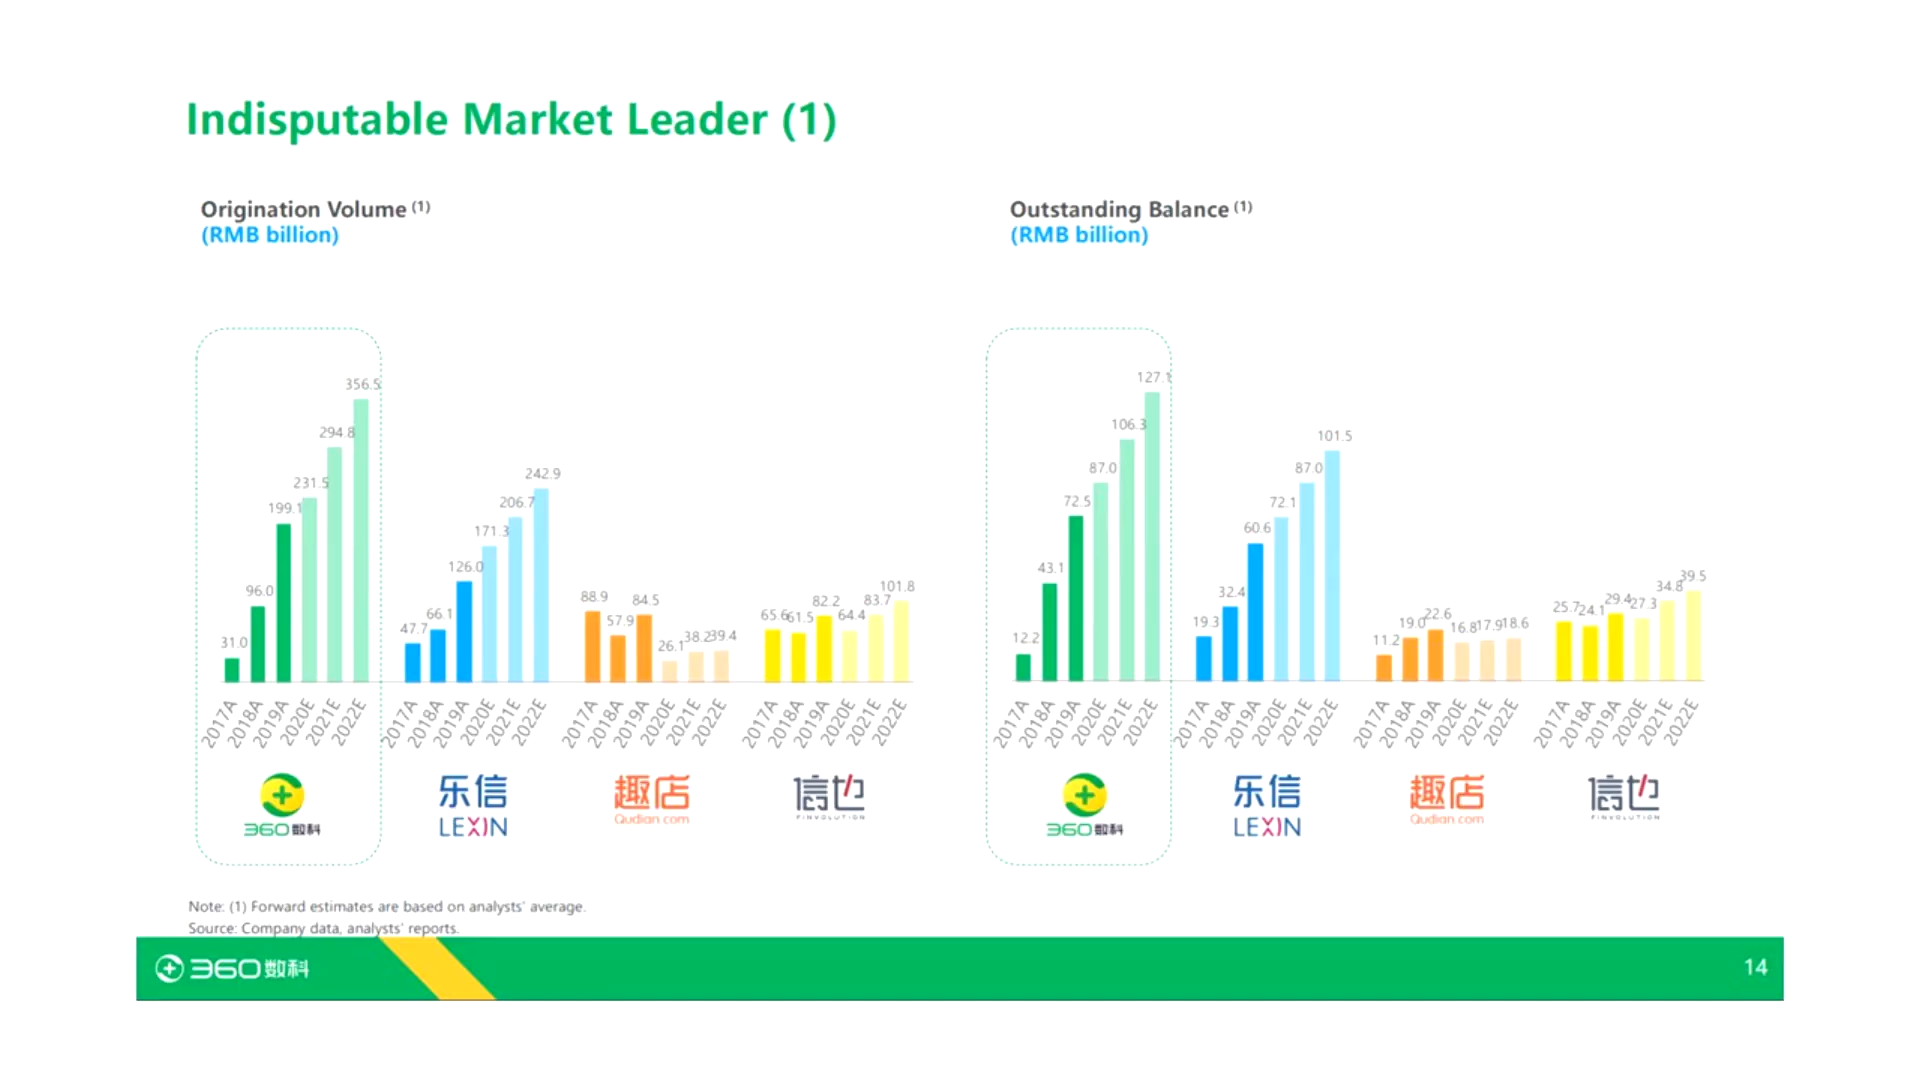 Indisputable Market Leader (1)
Origination Volume (1)
(RMB billion)
31.0
96.0
199.1
231.5
294.8
356.5
47.7
66.1
126.0
171.3
206.7
242.9
88.9
57.9
84.5
26.1
38.2
39.4
65.6
61.5
82.2
64.4
83.7
101.8
2017A 2018A 2019A 2020E 2021E 2022E
2017A 2018A 2019A 2020E 2021E 2022E
2017A 2018A 2019A 2020E 2021E 2022E
2017A 2018A 2019A 2020E 2021E 2022E
360数科
乐信
LEXIN
趣店
Qudian.com
信也
FINVOLUTION
Outstanding Balance (1)
(RMB billion)
12.2
43.1
72.5
87.0
106.3
127.1
19.3
32.4
60.6
72.1
87.0
101.5
11.2
19.0
22.6
16.8
17.9
18.6
25.7
24.1
29.4
27.3
34.8
39.5
2017A 2018A 2019A 2020E 2021E 2022E
2017A 2018A 2019A 2020E 2021E 2022E
2017A 2018A 2019A 2020E 2021E 2022E
2017A 2018A 2019A 2020E 2021E 2022E
360数科
乐信
LEXIN
趣店
Qudian.com
信也
FINVOLUTION
Note: (1) Forward estimates are based on analysts' average.
Source: Company data, analysts' reports.
360数科
14